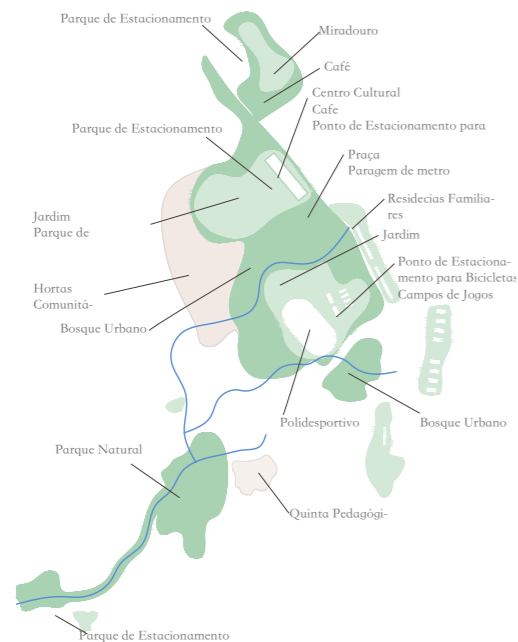 Parque de Estacionamento
Miradouro
Café
Centro Cultural
Cafe
Ponto de Estacionamento para
Parque de Estacionamento
Praça
Paragem de metro
Residecias Familia-
res
Jardim
Parque de
Jardim
Ponto de Estaciona-
mento para Bicicletas
Campos de Jogos
Hortas
Comunitá-
Bosque Urbano
Polidesportivo
Bosque Urbano
Parque Natural
Quinta Pedagógi-
Parque de Estacionamento